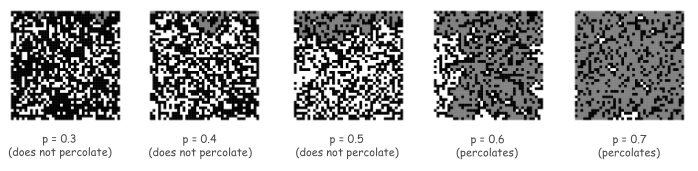 p = 0.3
(does not percolate)
p = 0.4
(does not percolate)
p = 0.5
(does not percolate)
p = 0.6
(percolates)
p = 0.7
(percolates)